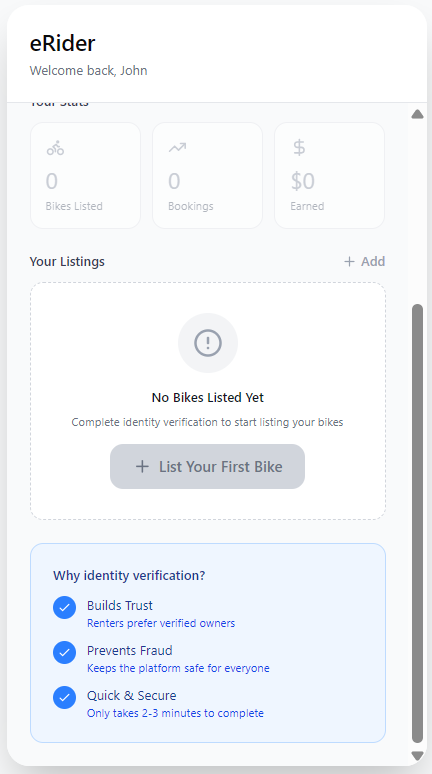 eRider
Welcome back, John
Your Stats
0
Bikes Listed
0
Bookings
$0
Earned
Your Listings
+ Add
No Bikes Listed Yet
Complete identity verification to start listing your bikes
+ List Your First Bike
Why identity verification?
Builds Trust
Renters prefer verified owners
Prevents Fraud
Keeps the platform safe for everyone
Quick & Secure
Only takes 2-3 minutes to complete